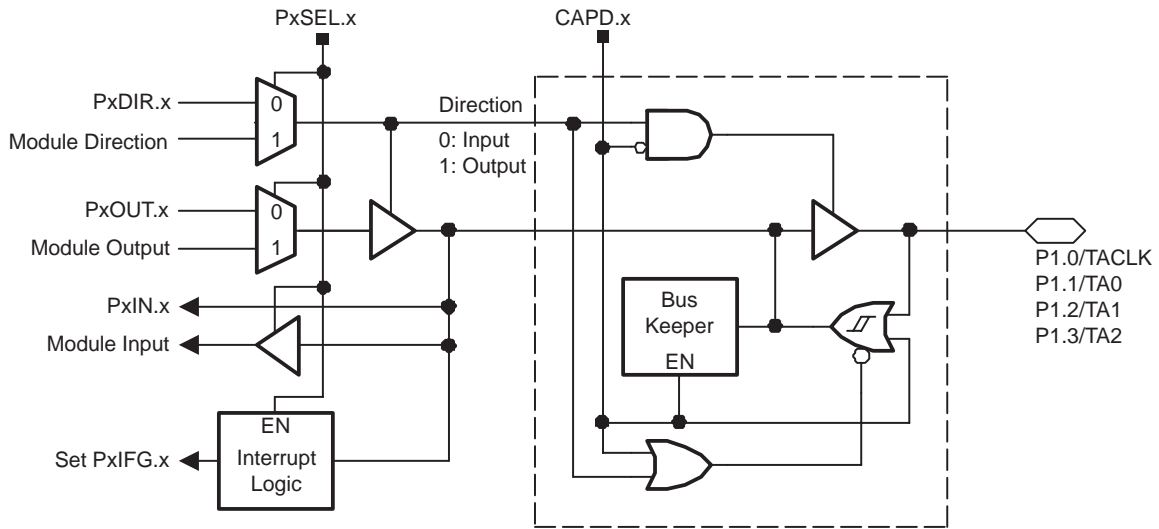 PxSEL.x
CAPD.x
PxDIR.x
0
Module Direction
1
Direction
0: Input
1: Output
PxOUT.x
0
Module Output
1
PxIN.x
Module Input
Bus
Keeper
EN
P1.0/TACLK
P1.1/TA0
P1.2/TA1
P1.3/TA2
EN
Set PxIFG.x
Interrupt
Logic